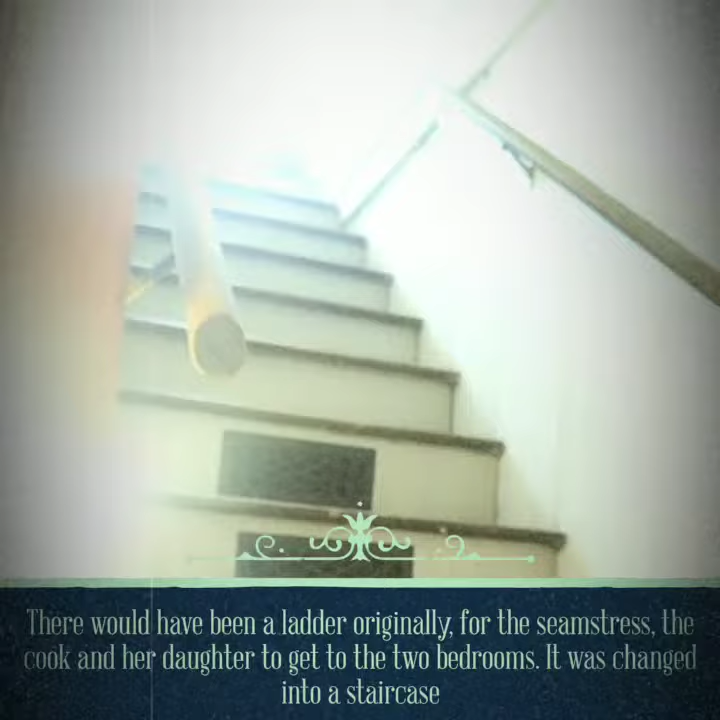 There would have been a ladder originally, for the seamstress, the
cook and her daughter to get to the two bedrooms. It was changed
into a staircase